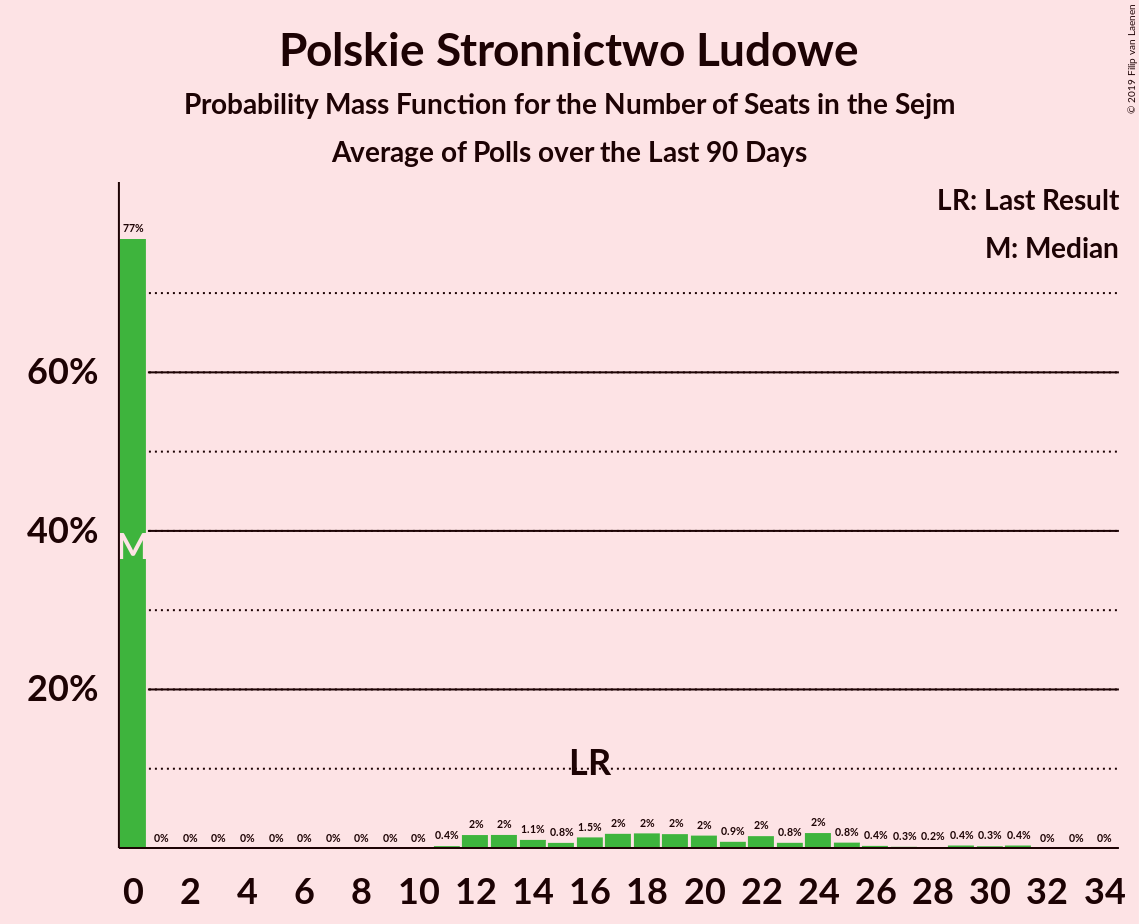 Polskie Stronnictwo Ludowe
Probability Mass Function for the Number of Seats in the Sejm
Average of Polls over the Last 90 Days
© 2019 Filip van Laenen
LR: Last Result
M: Median
77%
60%
40%
M
20%
LR
0% 0% 0% 0% 0% 0% 0% 0% 0% 0% 0.4% 2% 2% 1.1% 0.8% 1.5% 2% 2% 2% 2% 0.9% 2% 0.8% 2% 0.8% 0.4% 0.3% 0.2% 0.4% 0.3% 0.4% 0% 0% 0%
0 2 4 6 8 10 12 14 16 18 20 22 24 26 28 30 32 34